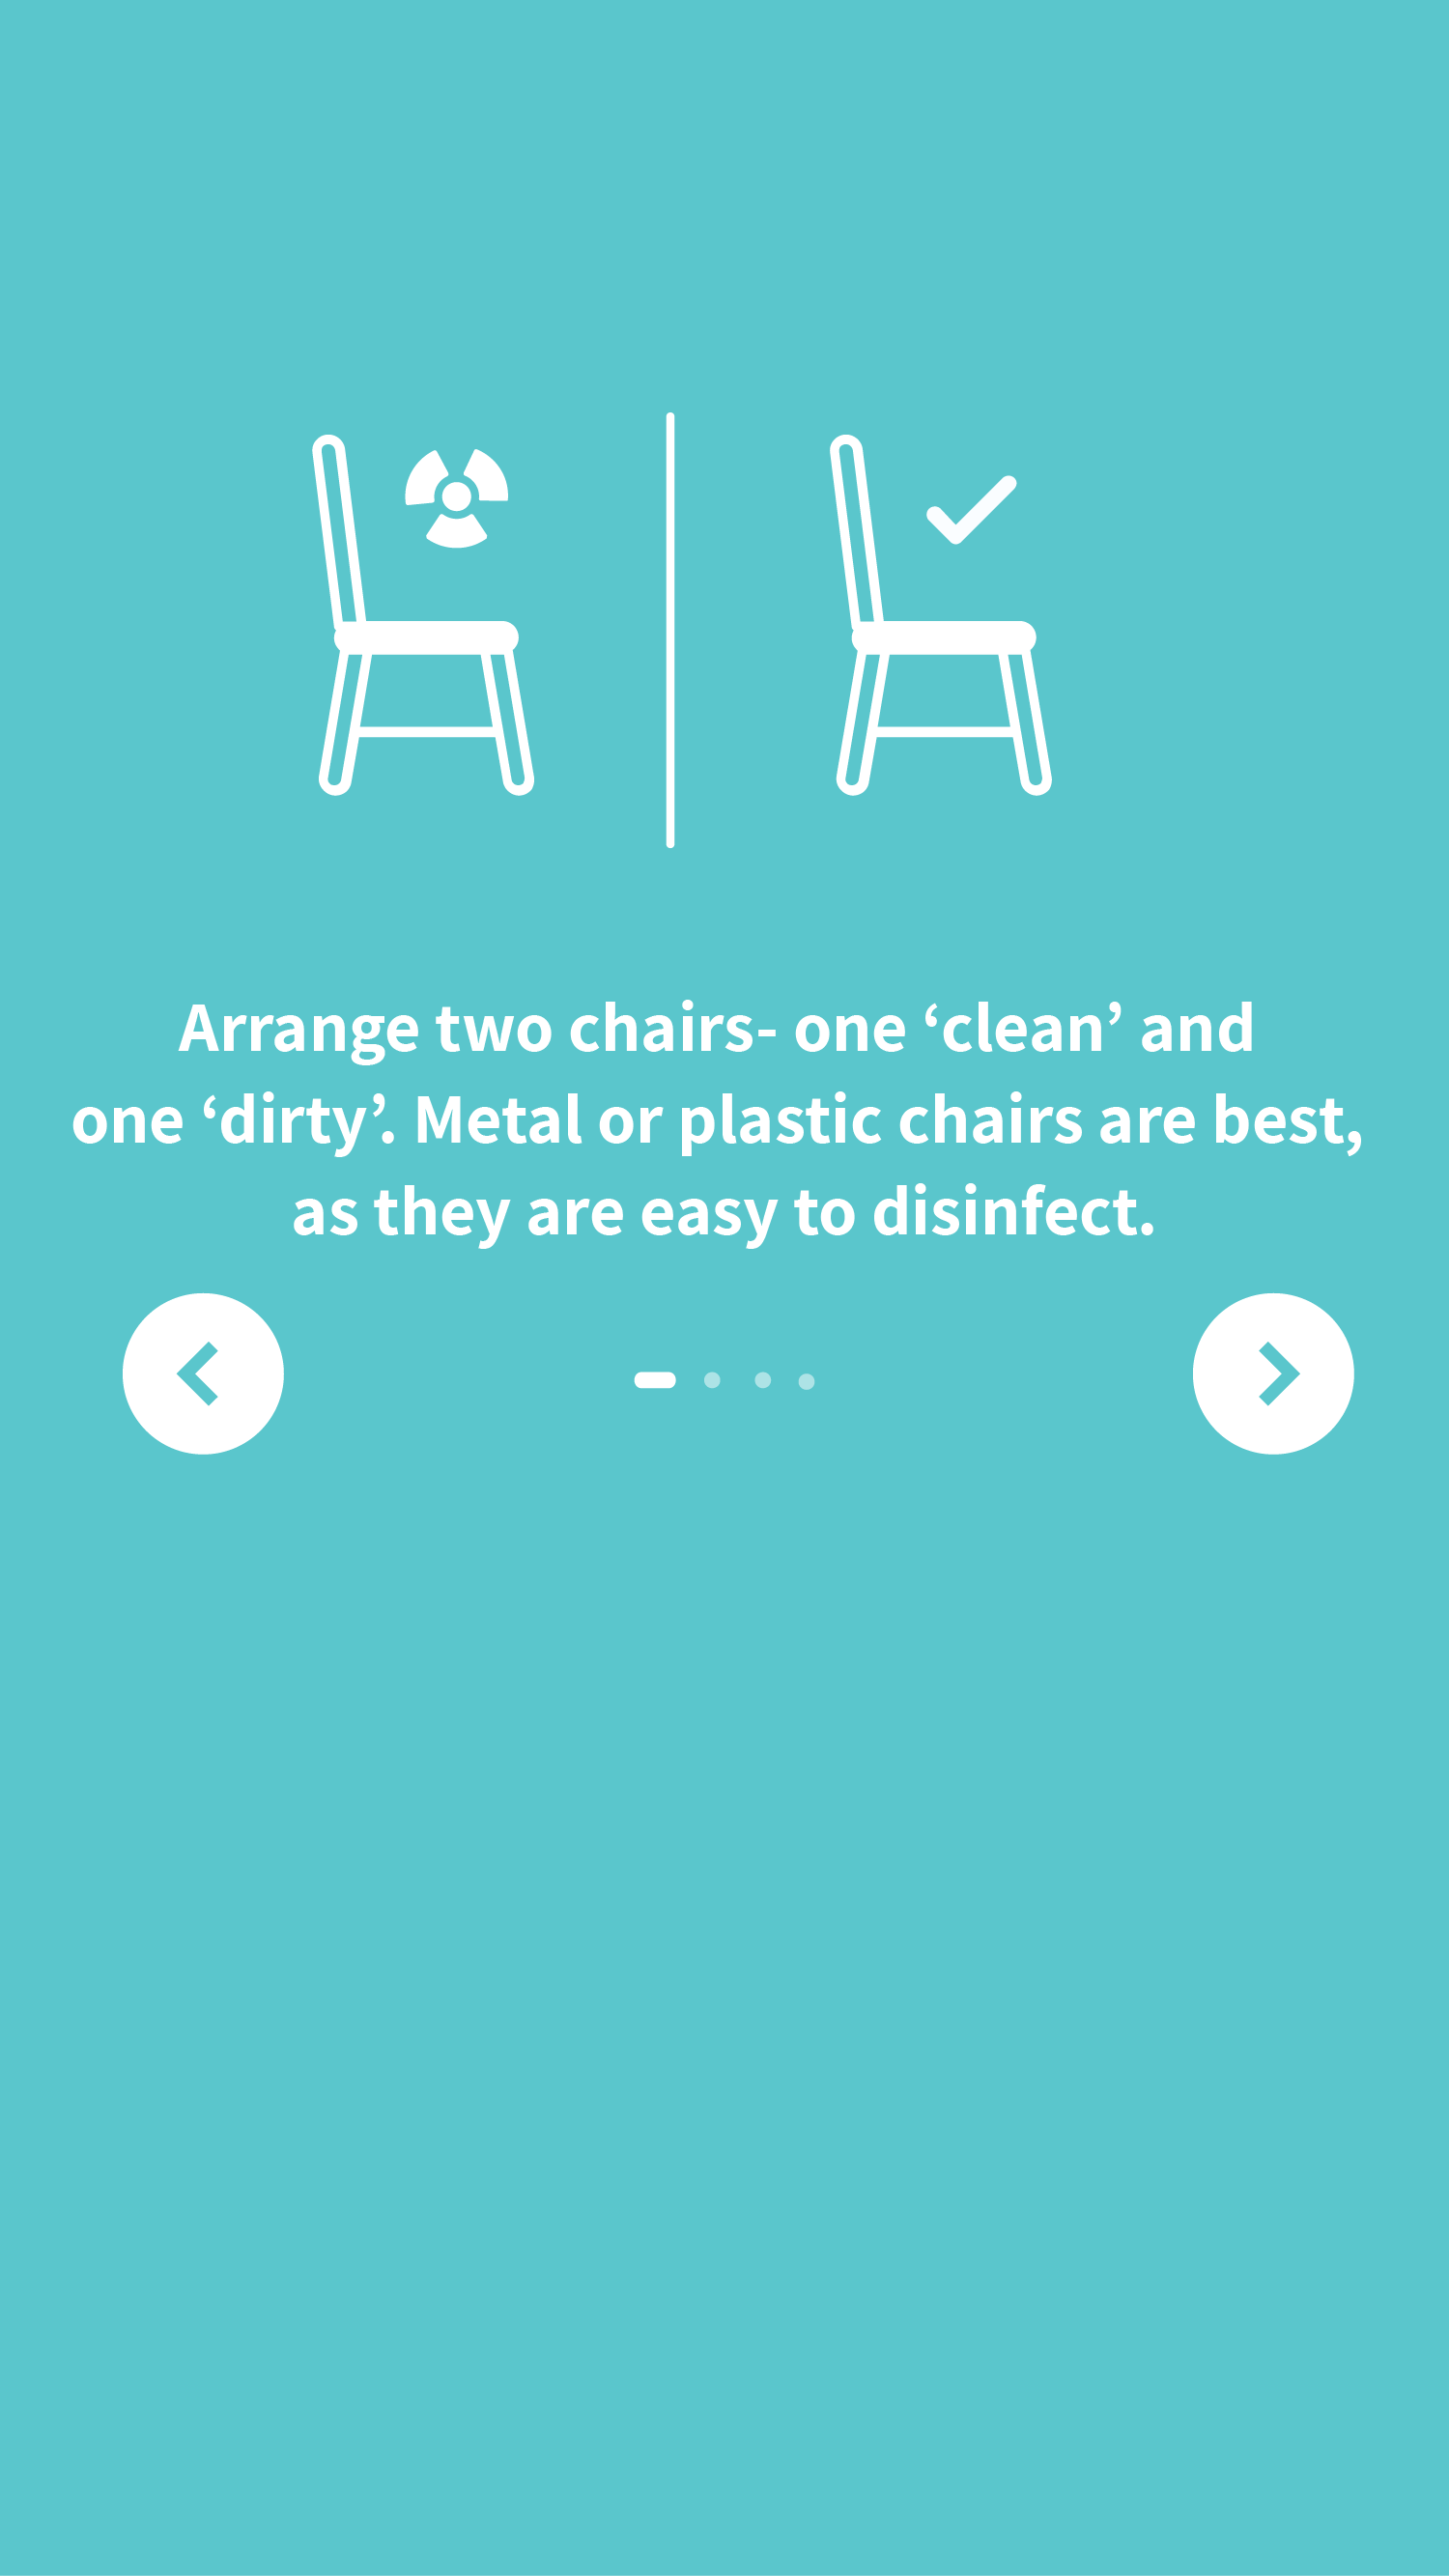 Arrange two chairs- one ‘clean’ and
one ‘dirty’. Metal or plastic chairs are best,
as they are easy to disinfect.